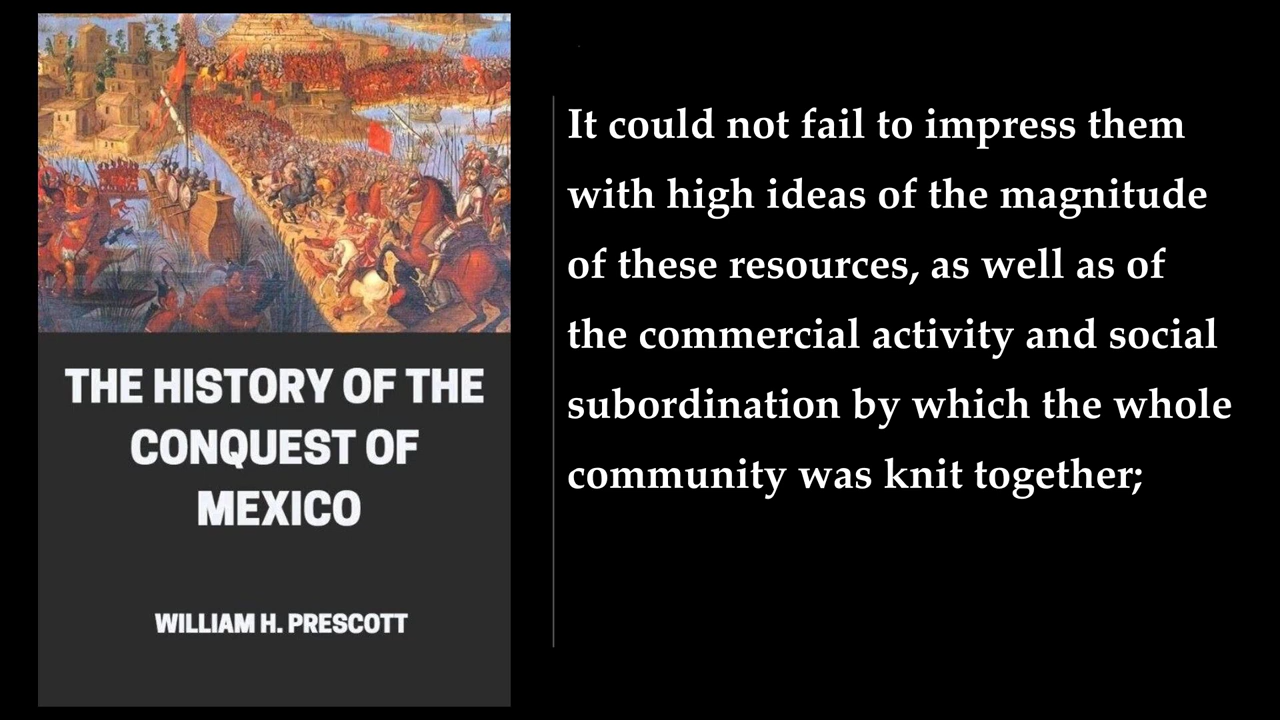 THE HISTORY OF THE
CONQUEST OF
MEXICO
WILLIAM H. PRESCOTT
It could not fail to impress them
with high ideas of the magnitude
of these resources, as well as of
the commercial activity and social
subordination by which the whole
community was knit together;